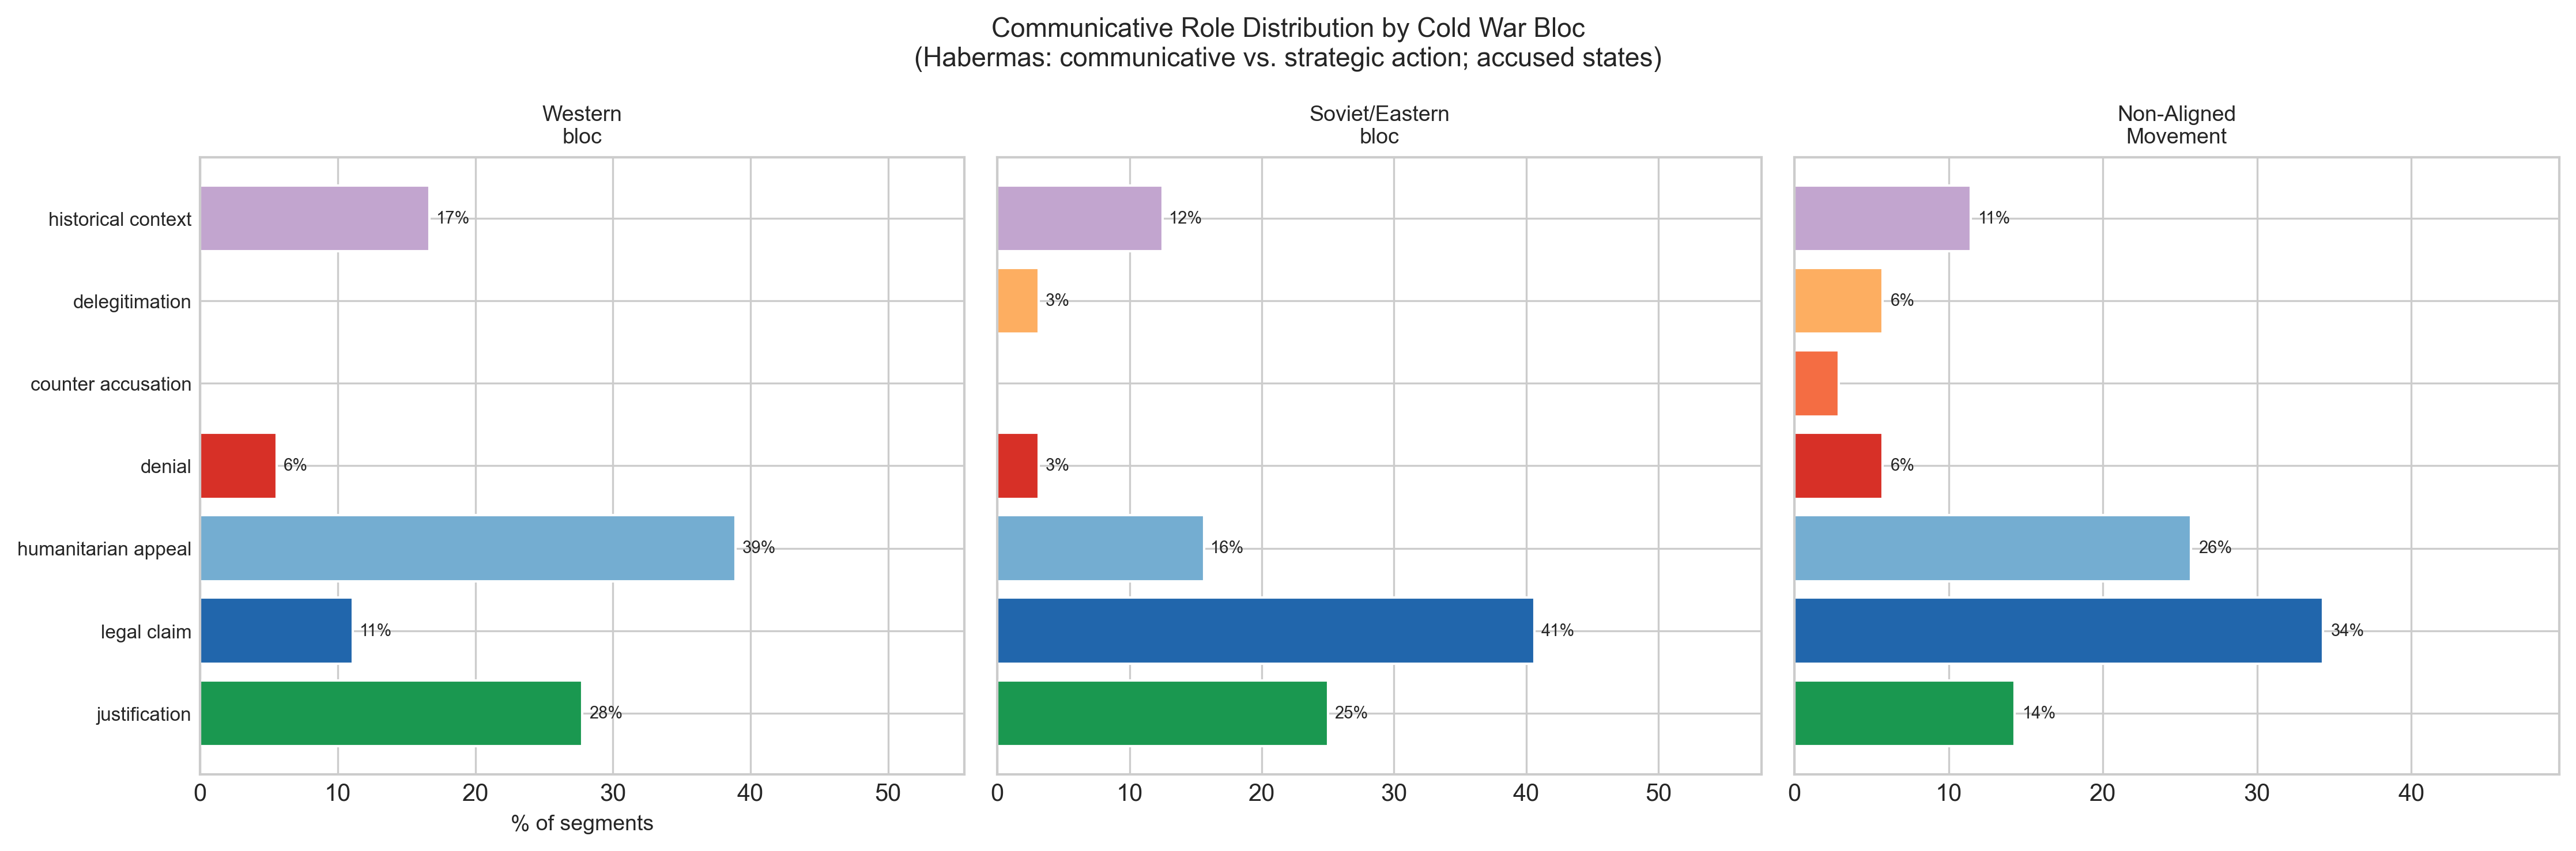 Communicative Role Distribution by Cold War Bloc
(Habermas: communicative vs. strategic action; accused states)
Western
bloc
Soviet/Eastern
bloc
Non-Aligned
Movement
historical context
17%
12%
11%
delegitimation
3%
6%
counter accusation
denial
6%
3%
6%
humanitarian appeal
39%
16%
26%
legal claim
11%
41%
34%
justification
28%
25%
14%
0 10 20 30 40 50
0 10 20 30 40 50
0 10 20 30 40
% of segments